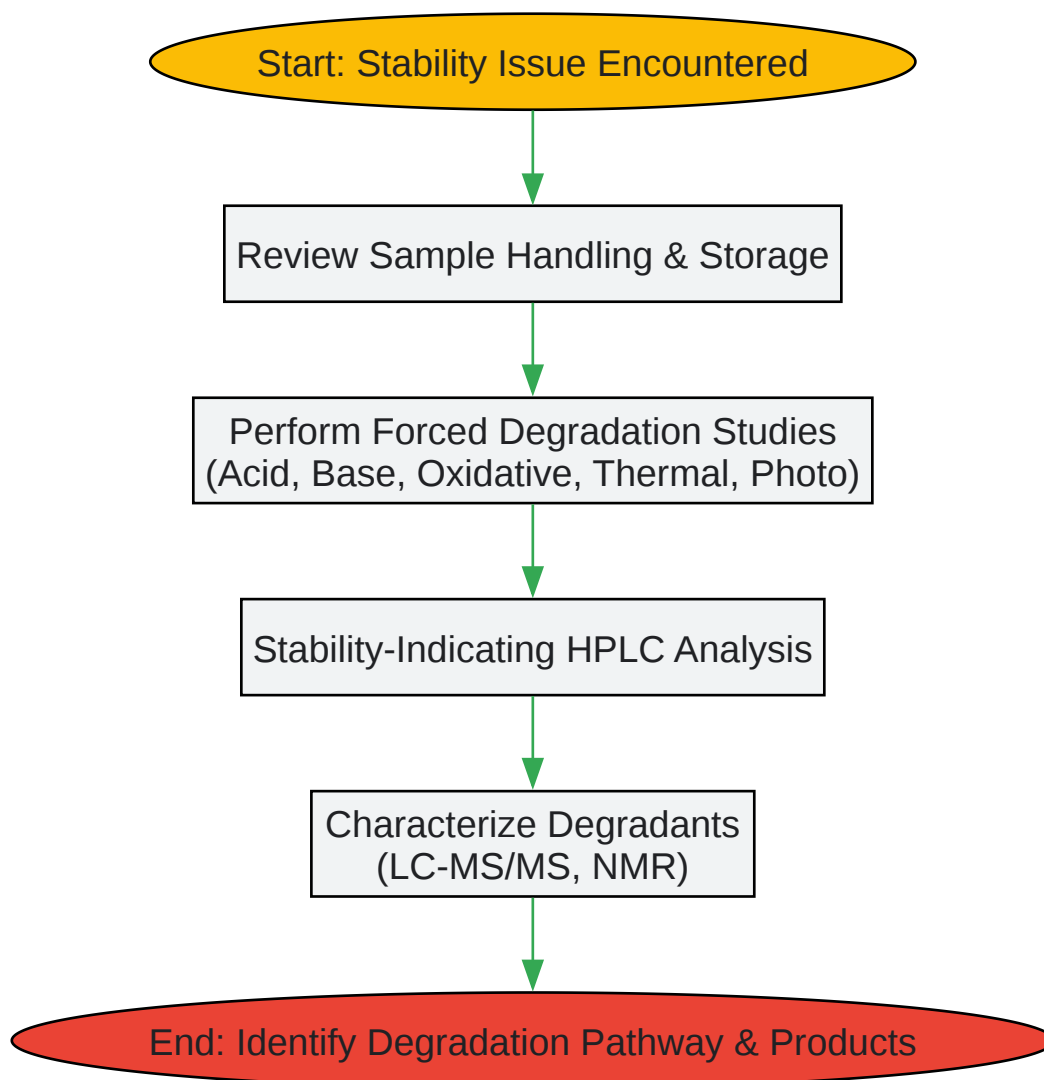 Start: Stability Issue Encountered
Review Sample Handling & Storage
Perform Forced Degradation Studies
(Acid, Base, Oxidative, Thermal, Photo)
Stability-Indicating HPLC Analysis
Characterize Degradants
(LC-MS/MS, NMR)
End: Identify Degradation Pathway & Products